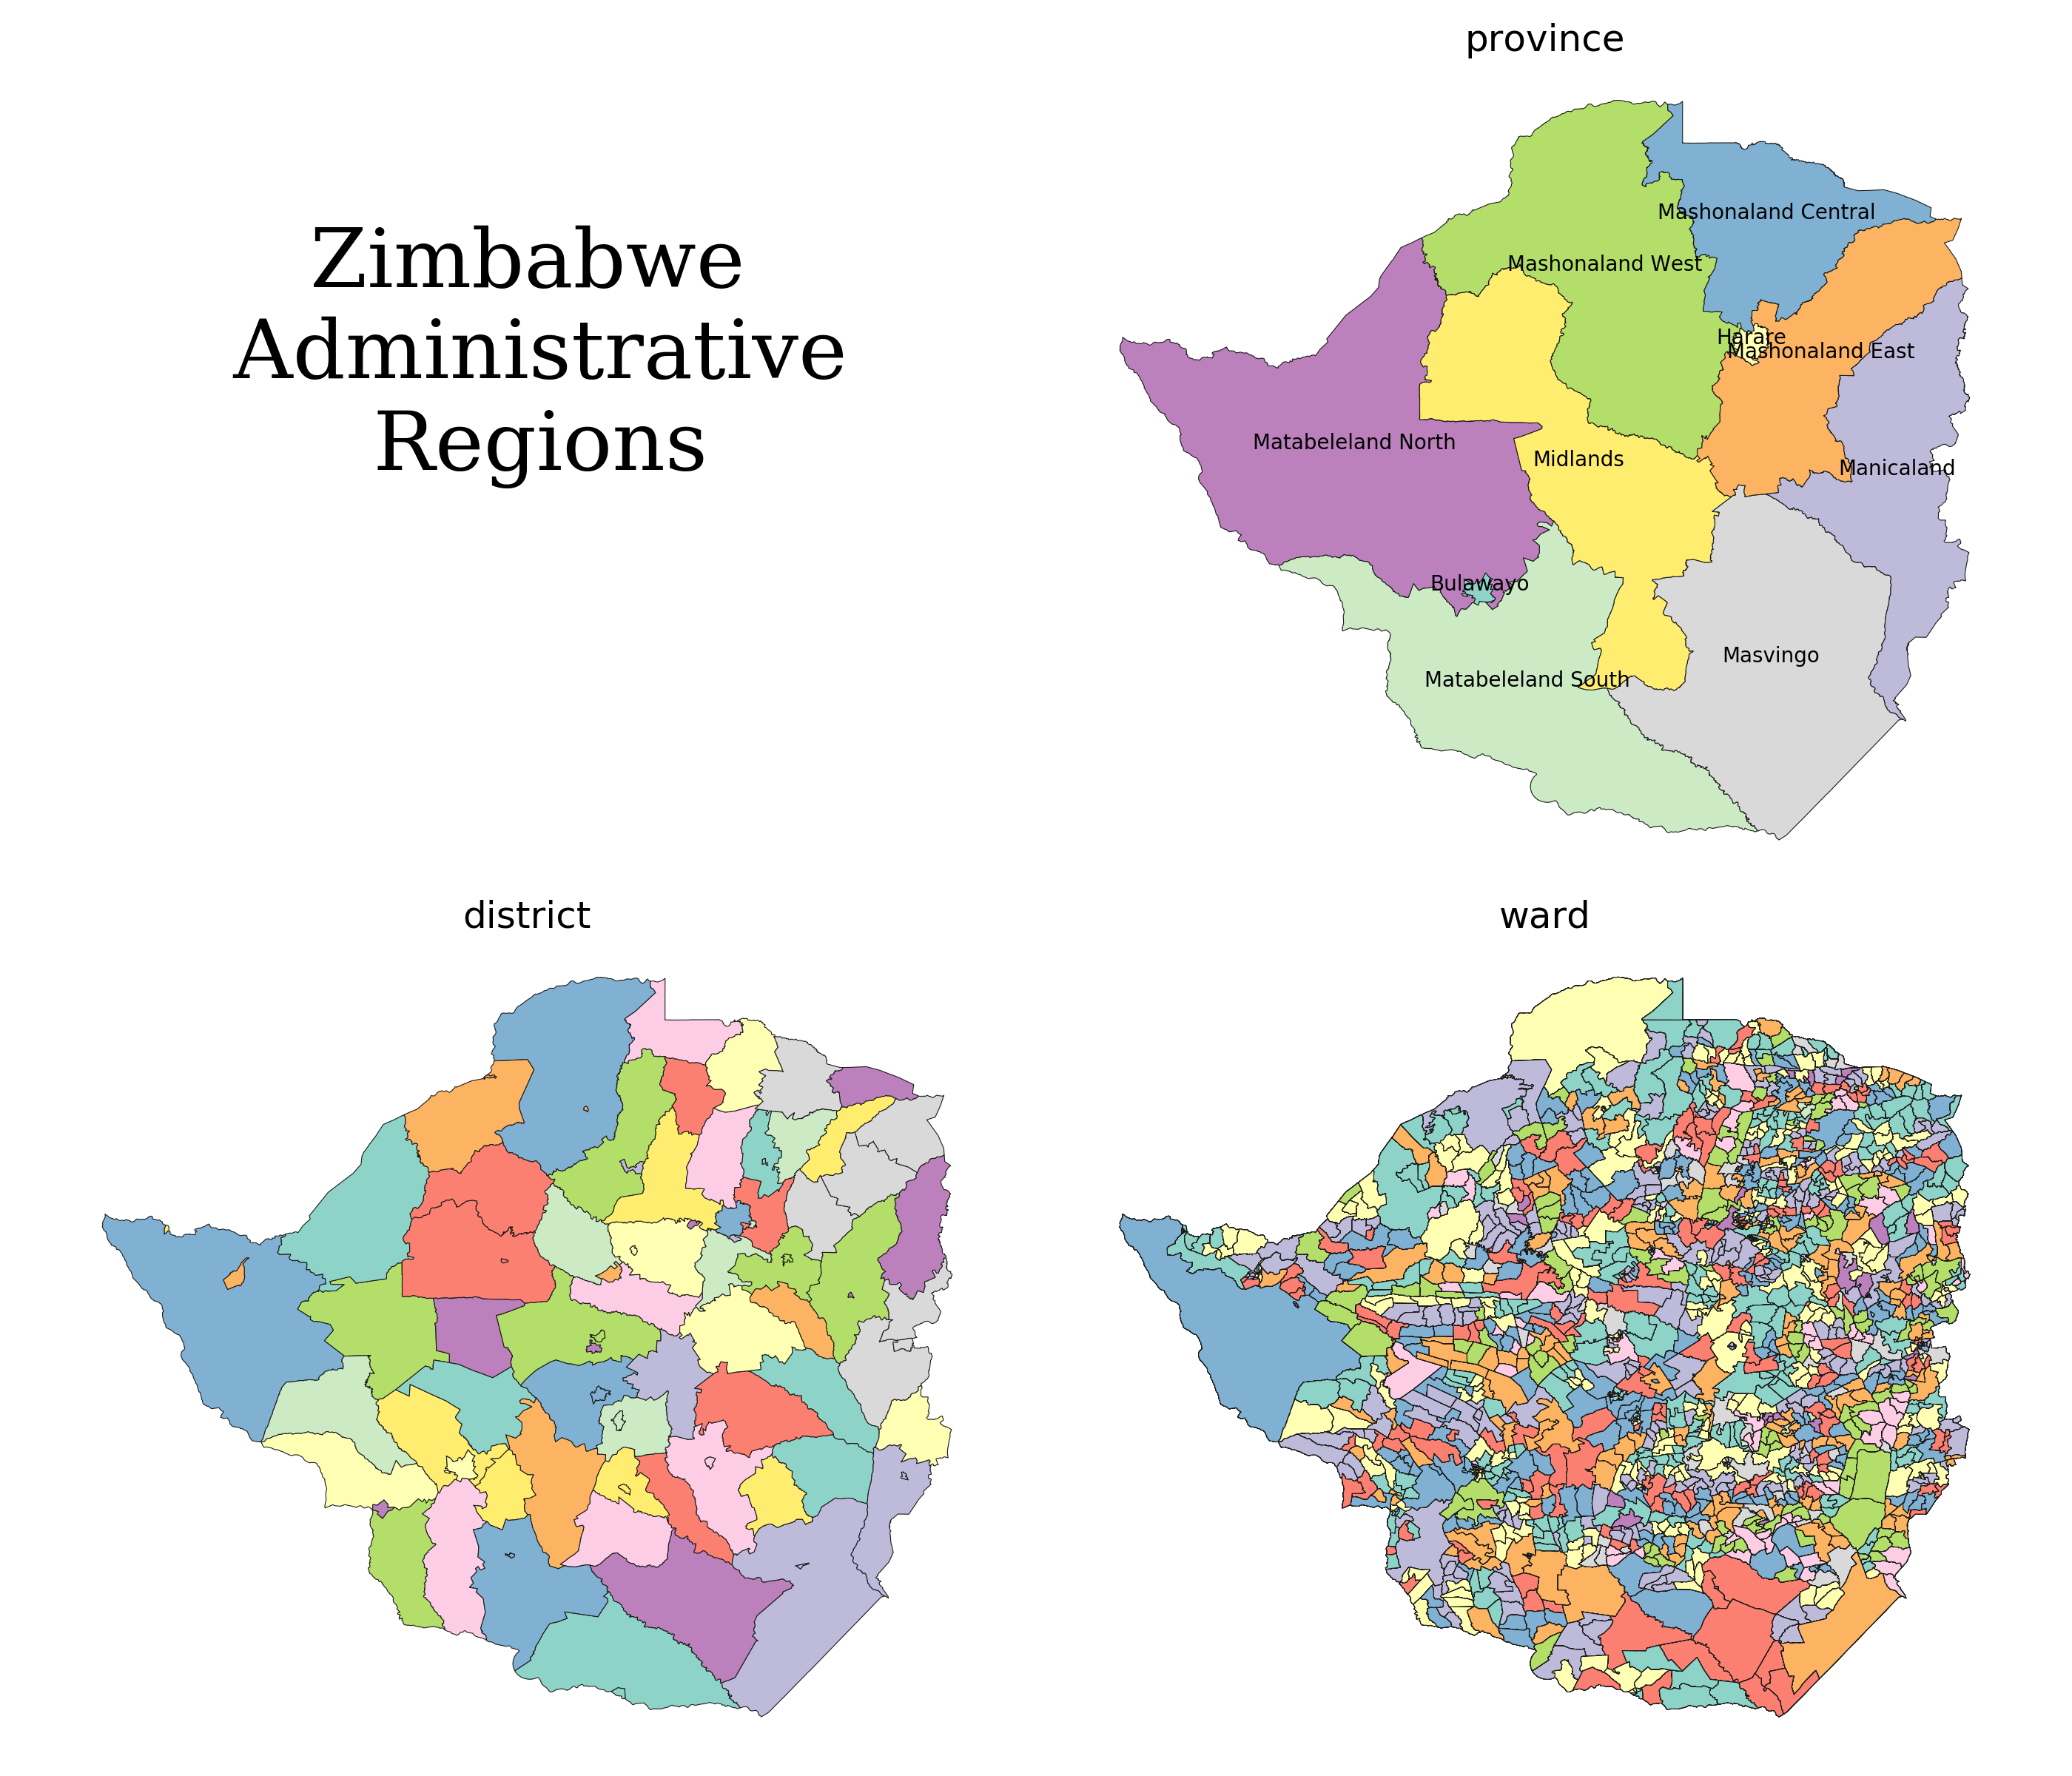 province
Zimbabwe
Administrative
Regions
Mashonaland Central
Mashonaland West
Harare
Mashonaland East
Matabeleland North
Midlands
Manicaland
Bulawayo
Masvingo
Matabeleland South
district
ward